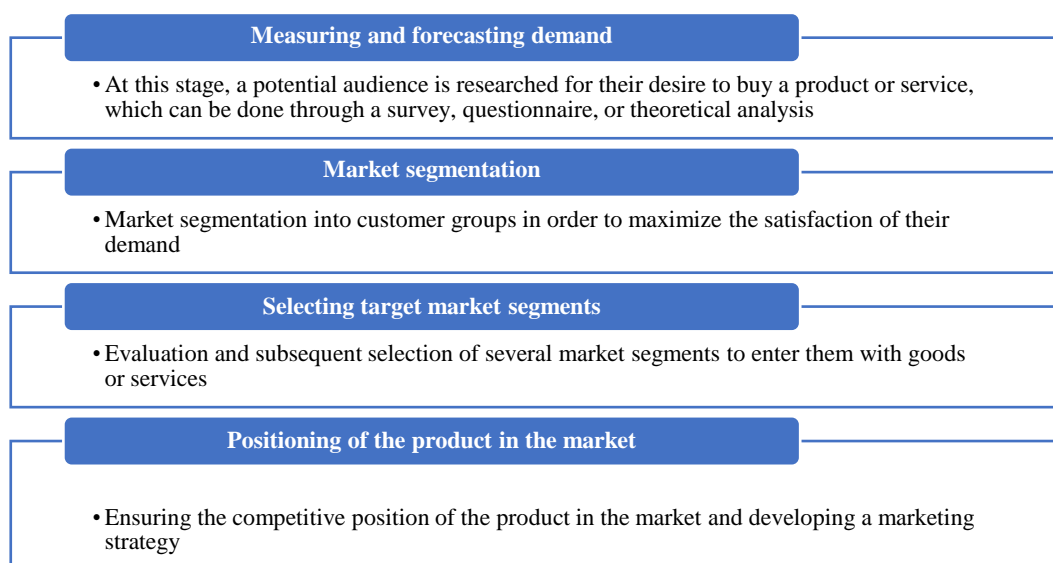 Measuring and forecasting demand
• At this stage, a potential audience is researched for their desire to buy a product or service,
which can be done through a survey, questionnaire, or theoretical analysis
Market segmentation
• Market segmentation into customer groups in order to maximize the satisfaction of their
demand
Selecting target market segments
• Evaluation and subsequent selection of several market segments to enter them with goods
or services
Positioning of the product in the market
• Ensuring the competitive position of the product in the market and developing a marketing
strategy